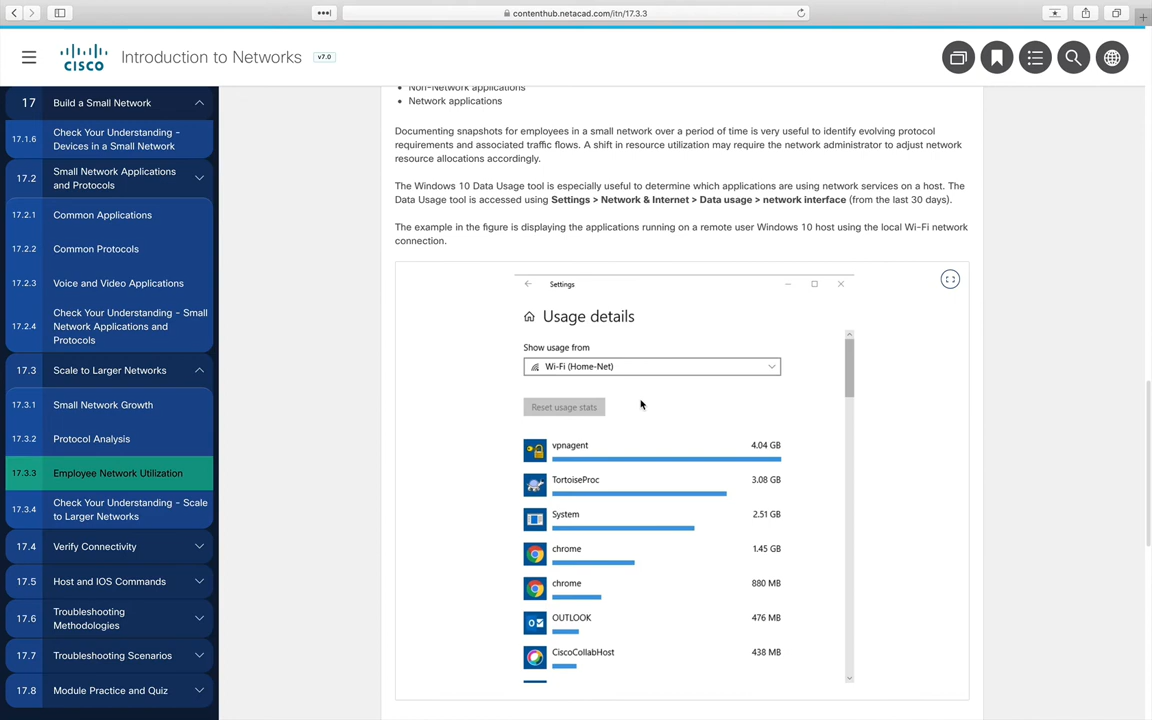 contenthub.netacad.com/itn/17.3.3
CISCO
Introduction to Networks
v7.0
17 Build a Small Network
17.1.6 Check Your Understanding -
Devices in a Small Network
17.2 Small Network Applications
and Protocols
17.2.1 Common Applications
17.2.2 Common Protocols
17.2.3 Voice and Video Applications
17.2.4 Check Your Understanding - Small
Network Applications and
Protocols
17.3 Scale to Larger Networks
17.3.1 Small Network Growth
17.3.2 Protocol Analysis
17.3.3 Employee Network Utilization
17.3.4 Check Your Understanding - Scale
to Larger Networks
17.4 Verify Connectivity
17.5 Host and IOS Commands
17.6 Troubleshooting
Methodologies
17.7 Troubleshooting Scenarios
17.8 Module Practice and Quiz
• Non-Network applications
• Network applications
Documenting snapshots for employees in a small network over a period of time is very useful to identify evolving protocol
requirements and associated traffic flows. A shift in resource utilization may require the network administrator to adjust network
resource allocations accordingly.
The Windows 10 Data Usage tool is especially useful to determine which applications are using network services on a host. The
Data Usage tool is accessed using Settings > Network & Internet > Data usage > network interface (from the last 30 days).
The example in the figure is displaying the applications running on a remote user Windows 10 host using the local Wi-Fi network
connection.
Settings
Usage details
Show usage from
Wi-Fi (Home-Net)
Reset usage stats
vpnagent 4.04 GB
TortoiseProc 3.08 GB
System 2.51 GB
chrome 1.45 GB
chrome 880 MB
OUTLOOK 476 MB
CiscoCollabHost 438 MB